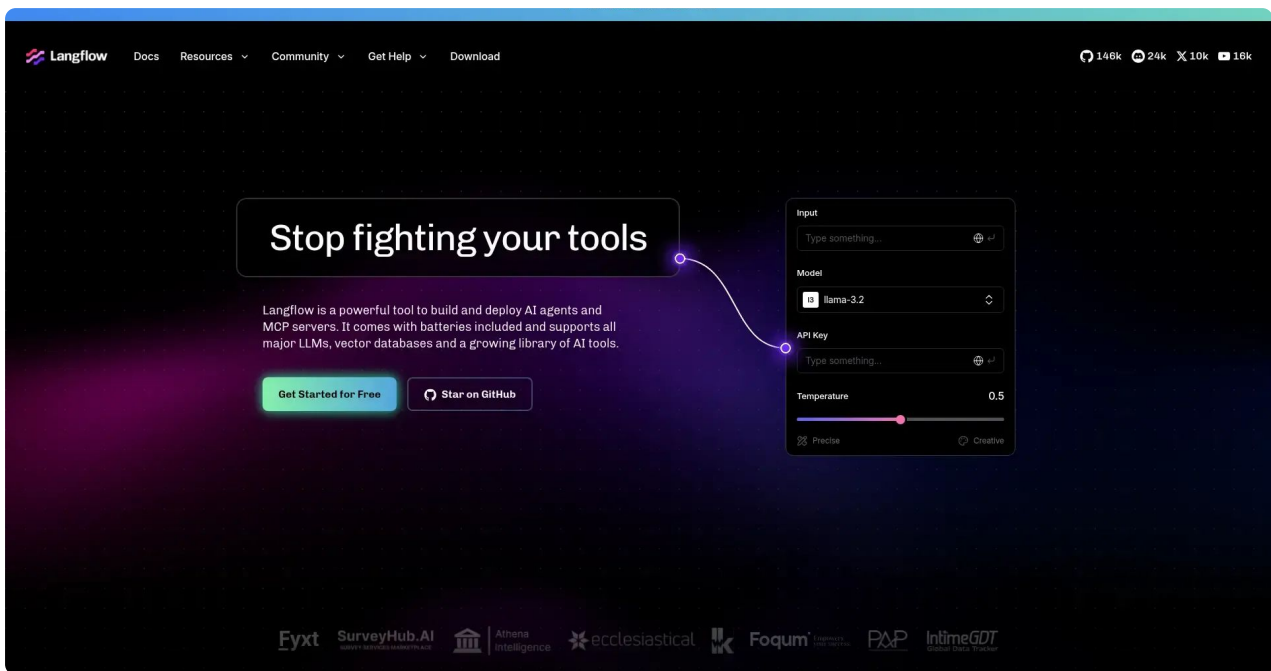 Langflow Docs Resources Community Get Help Download 146k 24k 10k 16k
Stop fighting your tools
Langflow is a powerful tool to build and deploy AI agents and
MCP servers. It comes with batteries included and supports all
major LLMs, vector databases and a growing library of AI tools.
Get Started for Free Star on GitHub
Input
Type something...
Model
l3 llama-3.2
API Key
Type something...
Temperature 0.5
Precise Creative
Fyxt
SurveyHub.AI
SURVEY SERVICES MARKETPLACE
Athena
Intelligence
ecclesiastical
Foqum
PAP
IntimeGDT
Global Data Tracker